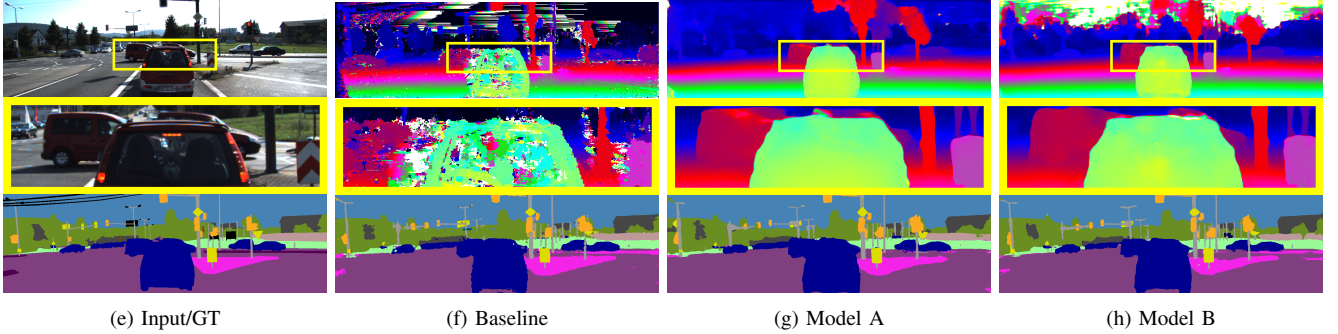 (e) Input/GT
(f) Baseline
(g) Model A
(h) Model B